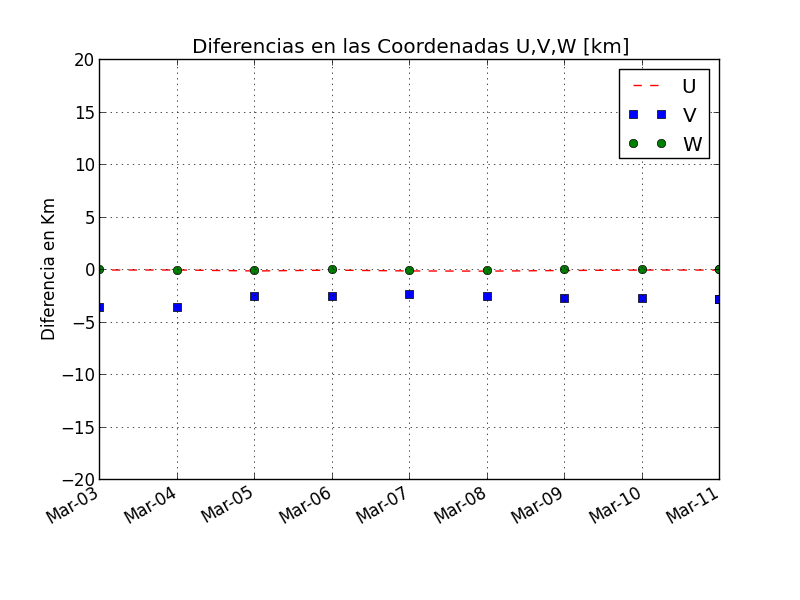 Diferencias en las Coordenadas U,V,W [km]
U
V
W
Diferencia en Km
20
15
10
5
0
−5
−10
−15
−20
Mar-03
Mar-04
Mar-05
Mar-06
Mar-07
Mar-08
Mar-09
Mar-10
Mar-11